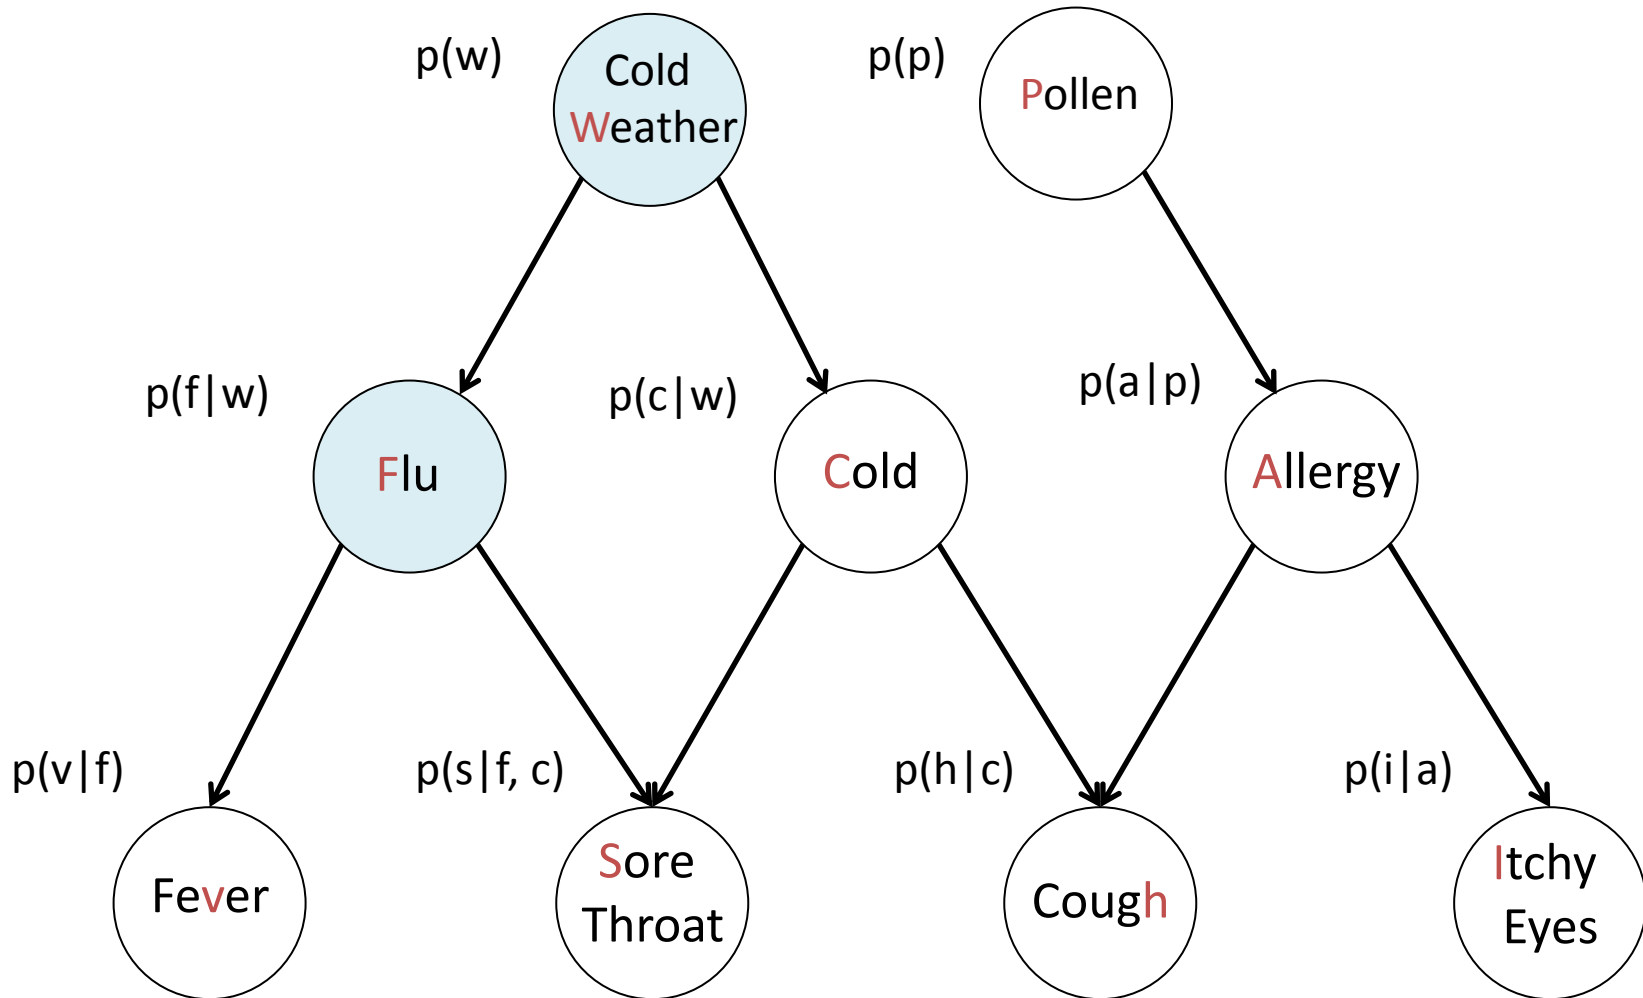 p(w)
Cold
Weather
p(p)
Pollen
p(f|w)
Flu
p(c|w)
Cold
p(a|p)
Allergy
p(v|f)
Fever
p(s|f, c)
Sore
Throat
p(h|c)
Cough
p(i|a)
Itchy
Eyes